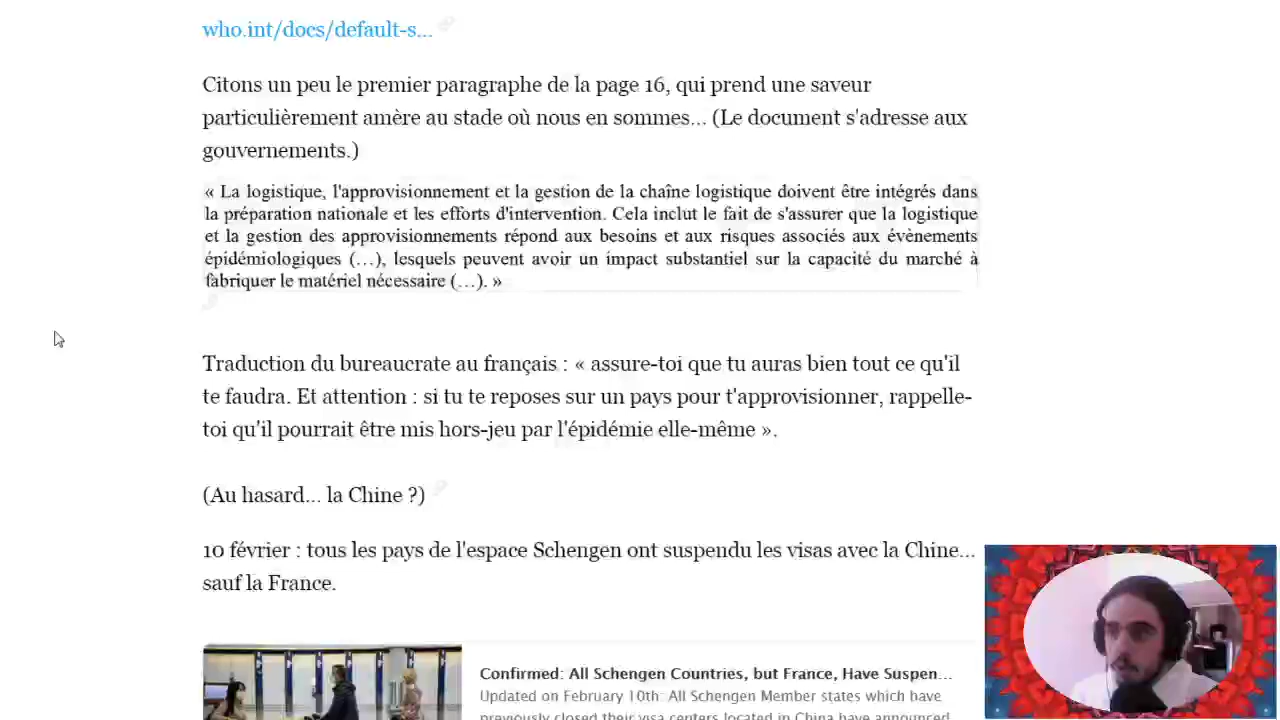 who.int/docs/default-s...
Citons un peu le premier paragraphe de la page 16, qui prend une saveur
particulièrement amère au stade où nous en sommes... (Le document s'adresse aux
gouvernements.)
« La logistique, l'approvisionnement et la gestion de la chaîne logistique doivent être intégrés dans
la préparation nationale et les efforts d'intervention. Cela inclut le fait de s'assurer que la logistique
et la gestion des approvisionnements répond aux besoins et aux risques associés aux évènements
épidémiologiques (…), lesquels peuvent avoir un impact substantiel sur la capacité du marché à
fabriquer le matériel nécessaire (…). »
Traduction du bureaucrate au français : « assure-toi que tu auras bien tout ce qu'il
te faudra. Et attention : si tu te reposes sur un pays pour t'approvisionner, rappelle-
toi qu'il pourrait être mis hors-jeu par l'épidémie elle-même ».
(Au hasard... la Chine ?)
10 février : tous les pays de l'espace Schengen ont suspendu les visas avec la Chine...
sauf la France.
Confirmed: All Schengen Countries, but France, Have Suspen...
Updated on February 10th: All Schengen Member states which have
previously closed their visa centers located in China have announced